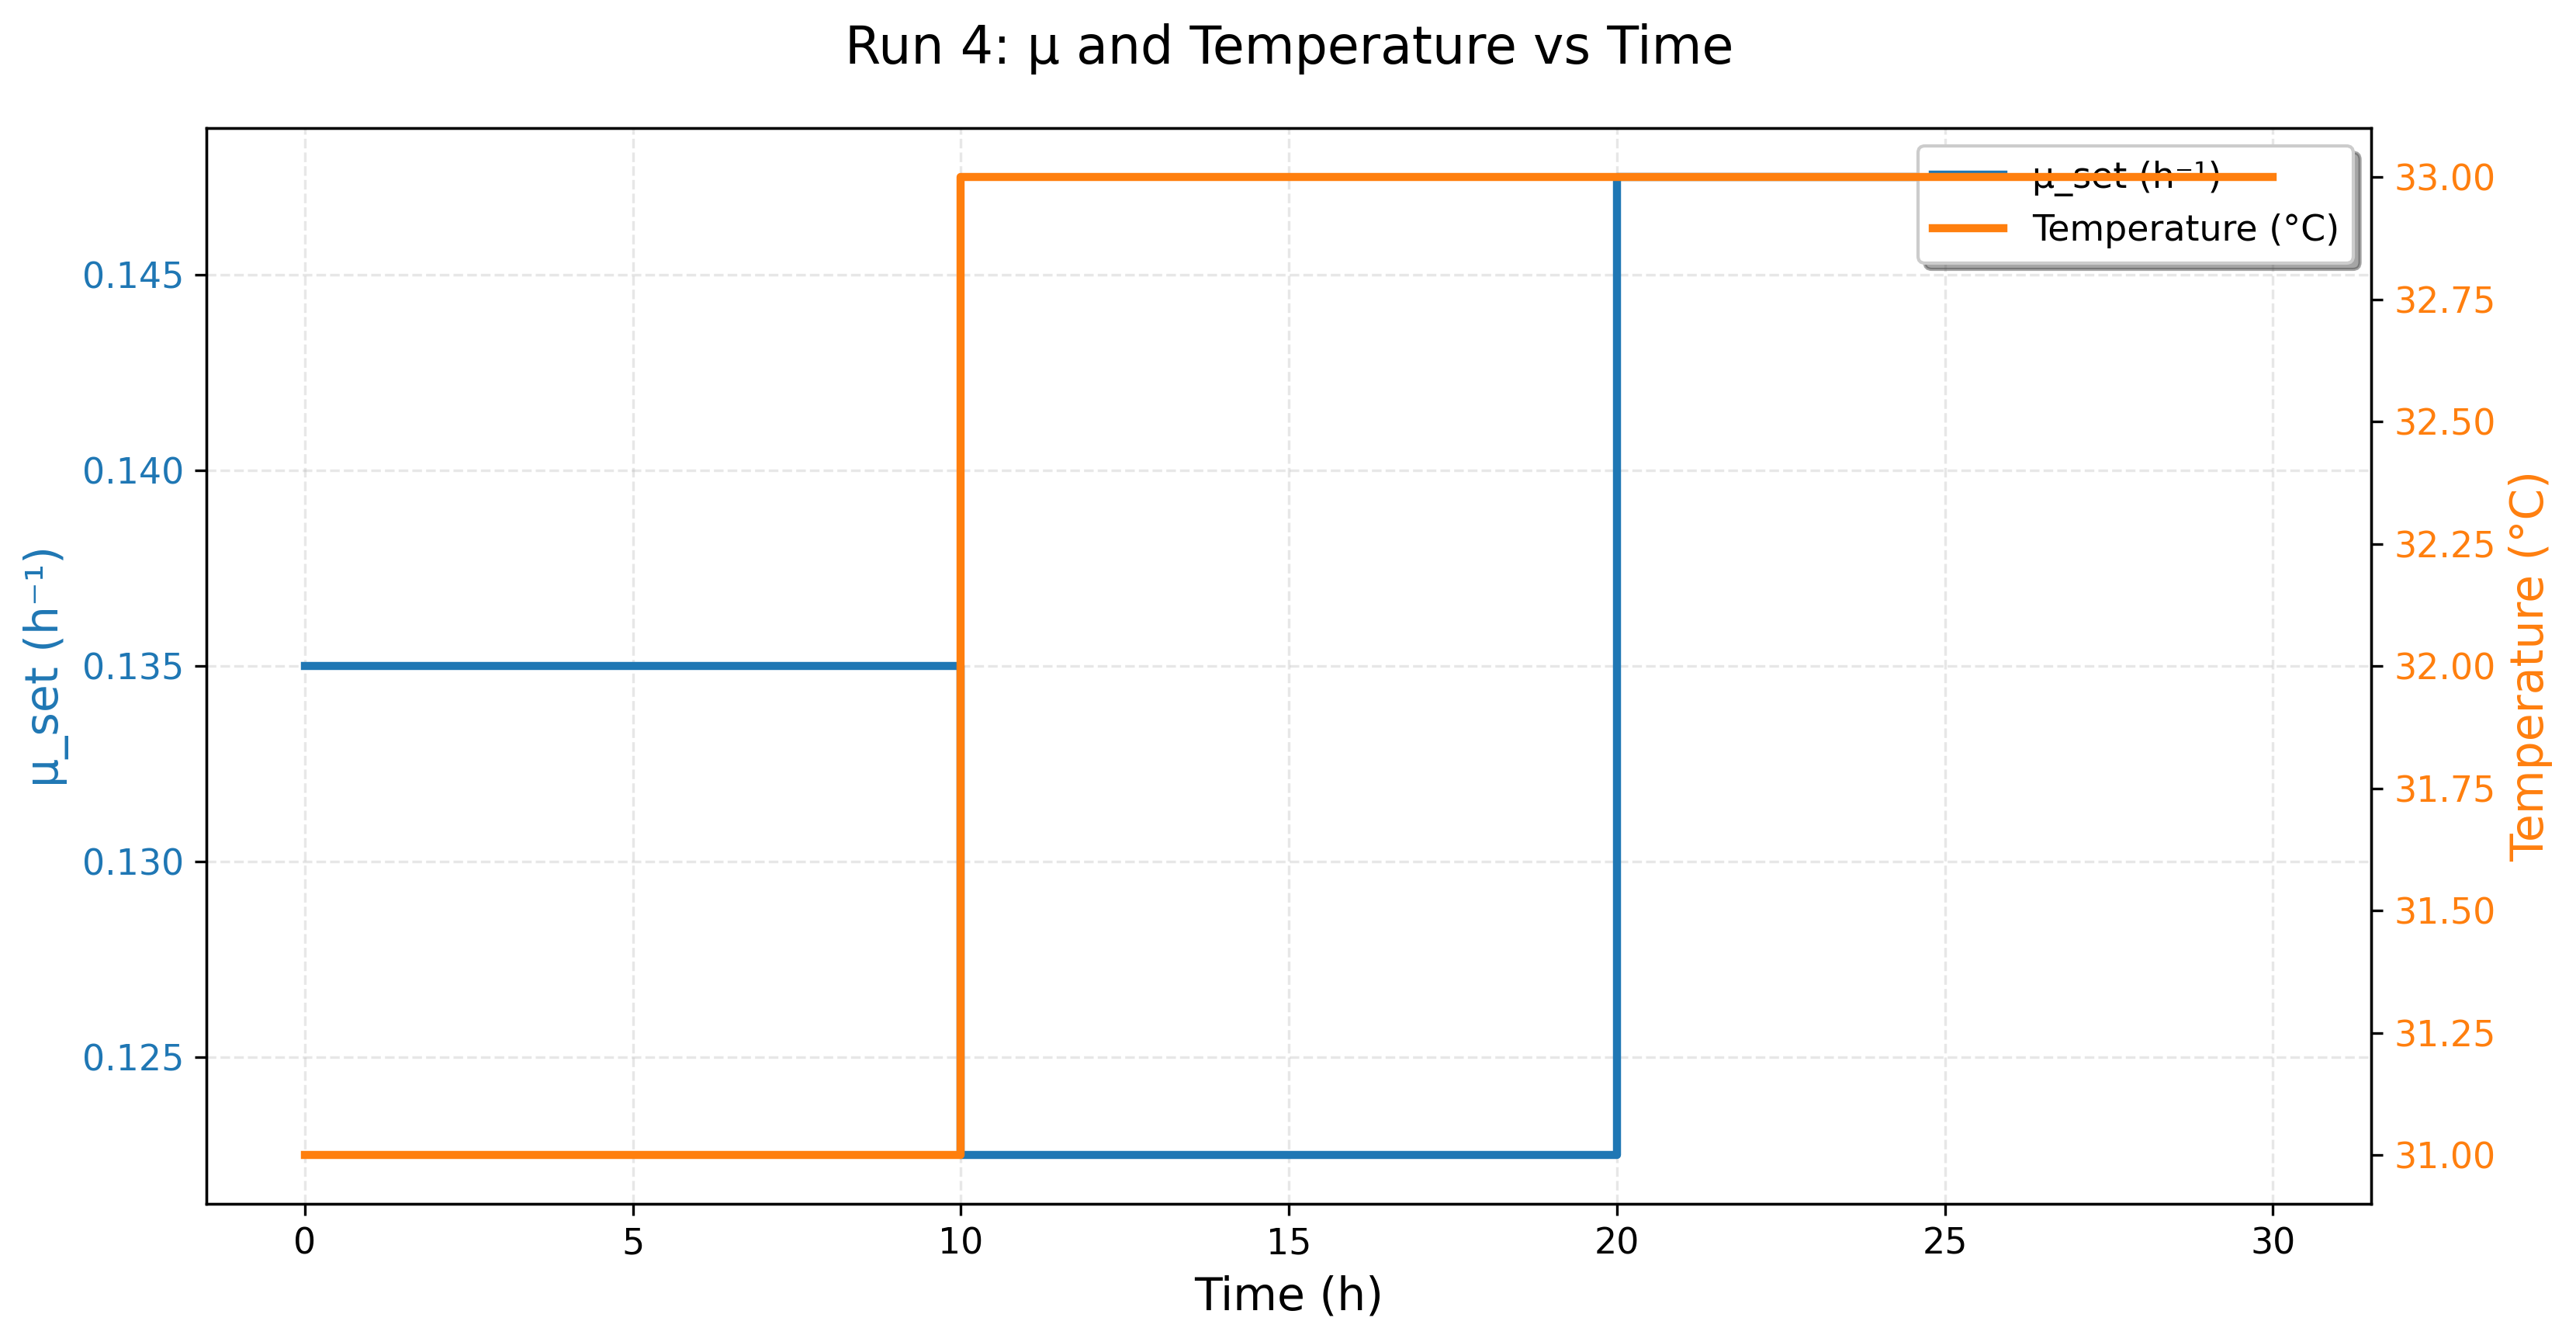 Run 4: μ and Temperature vs Time
μ_set (h⁻¹)
Temperature (°C)
0.145
0.140
0.135
0.130
0.125
μ_set (h⁻¹)
33.00
32.75
32.50
32.25
32.00
31.75
31.50
31.25
31.00
Temperature (°C)
0 5 10 15 20 25 30
Time (h)